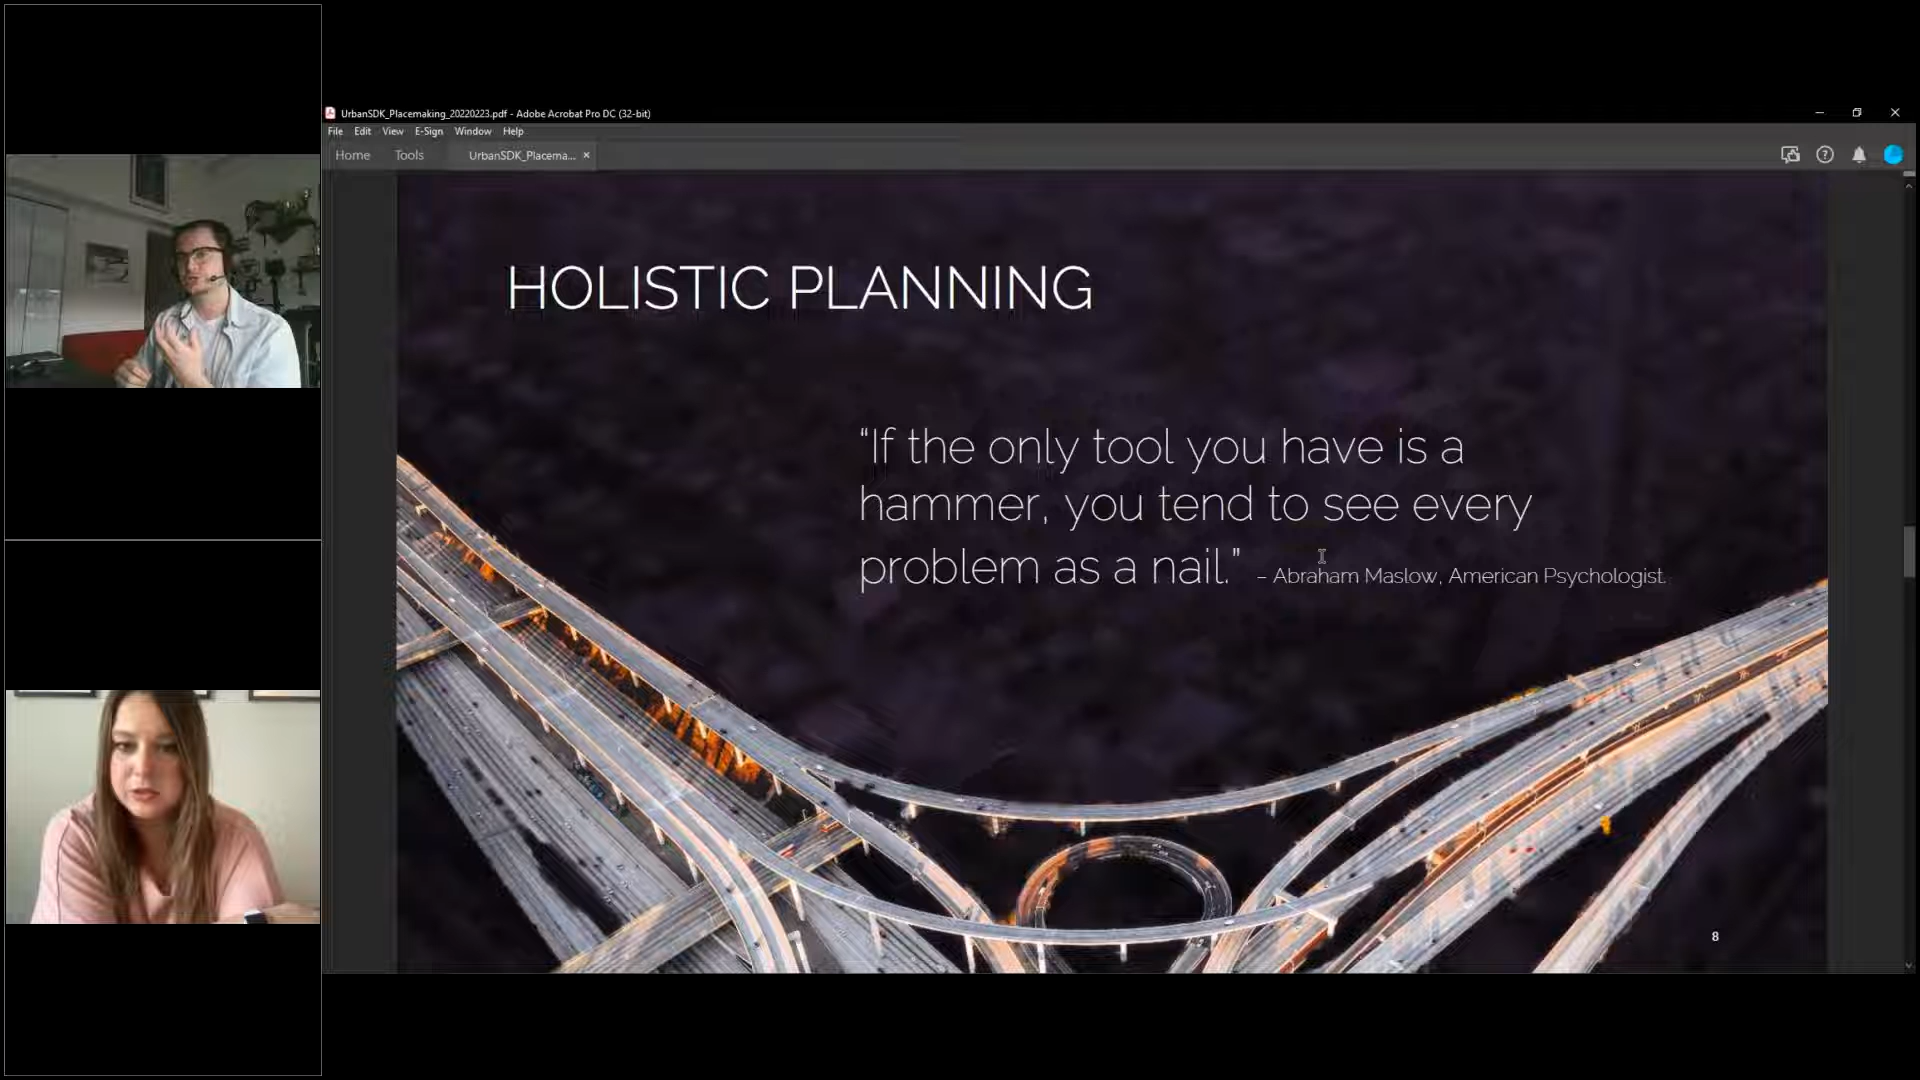 UrbanSDK_Placemaking_20220223.pdf - Adobe Acrobat Pro DC (32-bit)
File Edit View E-Sign Window Help
Home Tools UrbanSDK_Placema... ×
HOLISTIC PLANNING
“If the only tool you have is a
hammer, you tend to see every
problem as a nail.” – Abraham Maslow, American Psychologist.
8